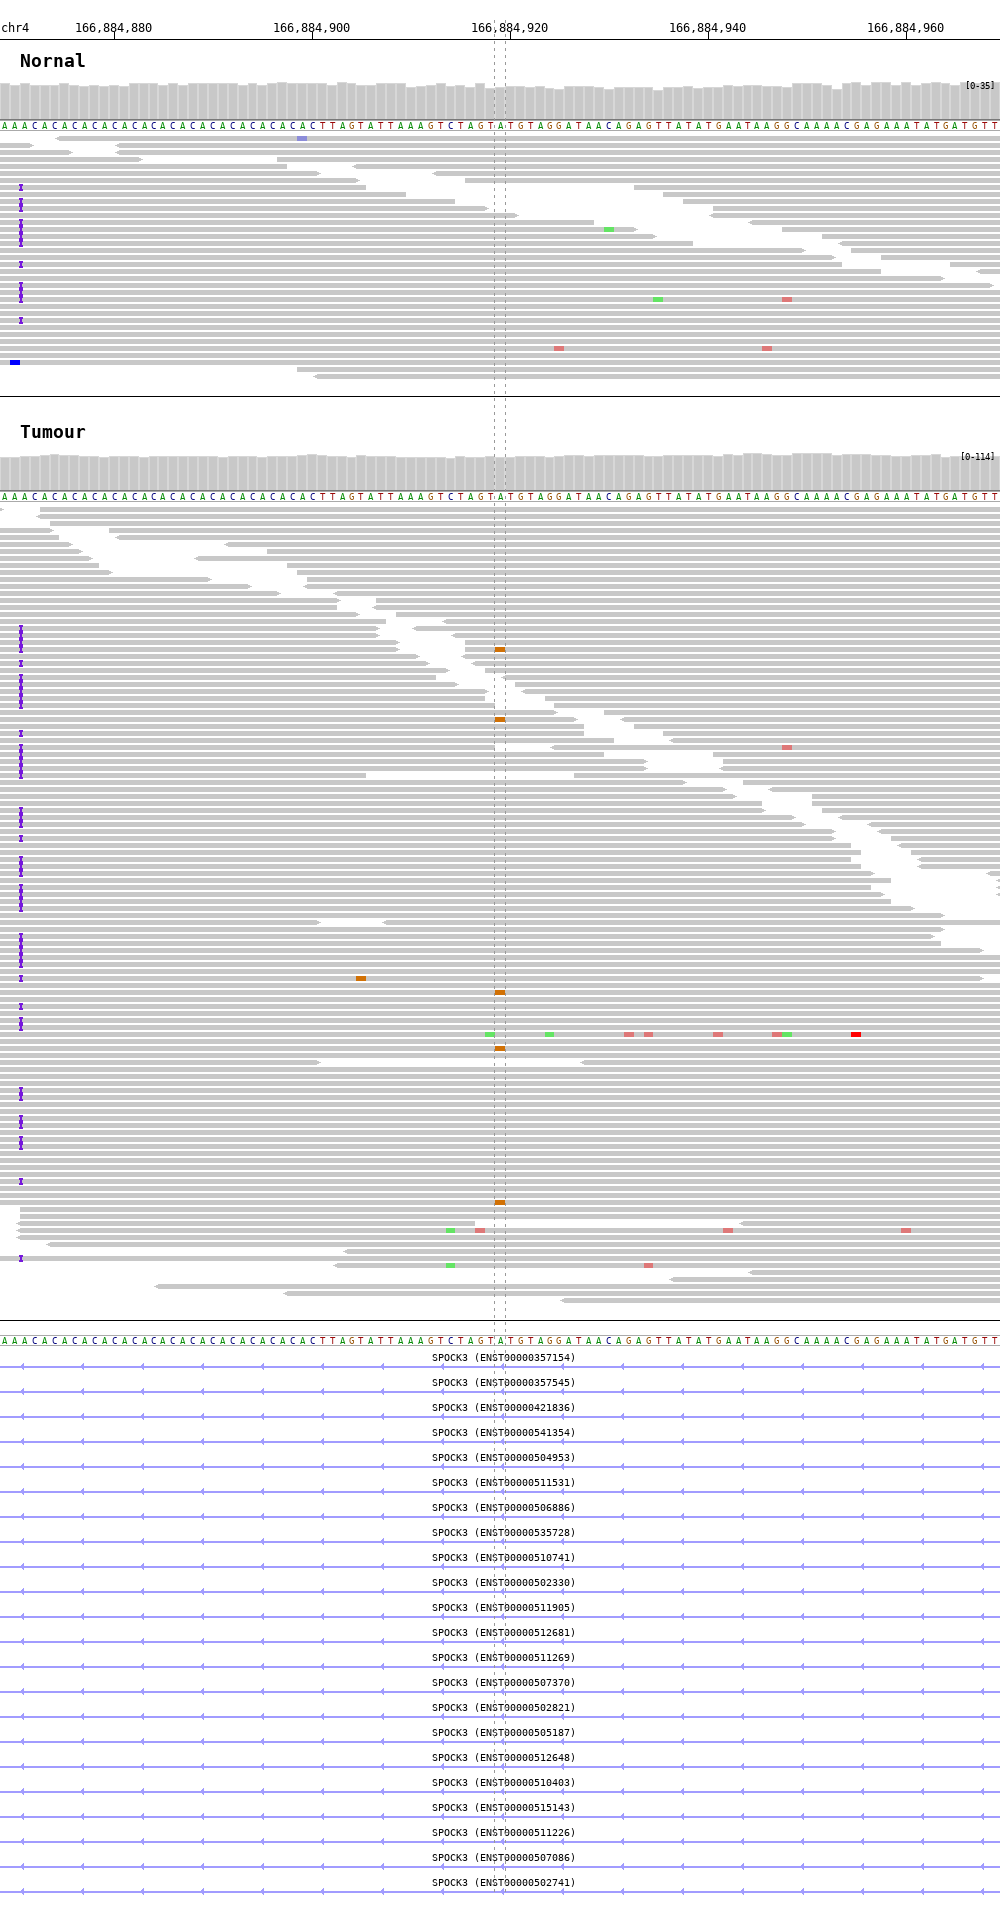 chr4 166,884,880 166,884,900 166,884,920 166,884,940 166,884,960
Nornal
[0-35]
AAACACACACACACACACACACACACACACACTTAGTATTAAAGTCTAGTATGTAGGATAACAGAGTTATATGAATAAGGCAAAACGAGAAATATGATGTT
Tumour
[0-114]
AAACACACACACACACACACACACACACACACTTAGTATTAAAGTCTAGTATGTAGGATAACAGAGTTATATGAATAAGGCAAAACGAGAAATATGATGTT
AAACACACACACACACACACACACACACACACTTAGTATTAAAGTCTAGTATGTAGGATAACAGAGTTATATGAATAAGGCAAAACGAGAAATATGATGTT
SPOCK3 (ENST00000357154)
SPOCK3 (ENST00000357545)
SPOCK3 (ENST00000421836)
SPOCK3 (ENST00000541354)
SPOCK3 (ENST00000504953)
SPOCK3 (ENST00000511531)
SPOCK3 (ENST00000506886)
SPOCK3 (ENST00000535728)
SPOCK3 (ENST00000510741)
SPOCK3 (ENST00000502330)
SPOCK3 (ENST00000511905)
SPOCK3 (ENST00000512681)
SPOCK3 (ENST00000511269)
SPOCK3 (ENST00000507370)
SPOCK3 (ENST00000502821)
SPOCK3 (ENST00000505187)
SPOCK3 (ENST00000512648)
SPOCK3 (ENST00000510403)
SPOCK3 (ENST00000515143)
SPOCK3 (ENST00000511226)
SPOCK3 (ENST00000507086)
SPOCK3 (ENST00000502741)